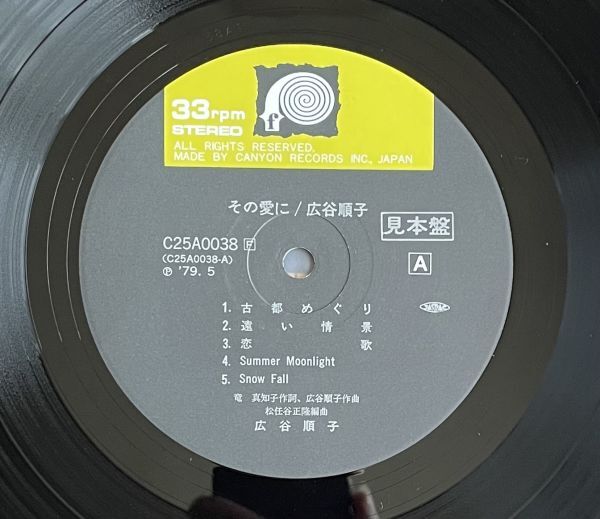 33rpm
STEREO
f
ALL RIGHTS RESERVED.
MADE BY CANYON RECORDS INC., JAPAN
その愛に/広谷順子
見本盤
C25A0038 F
(C25A0038-A)
Ⓟ '79. 5
A
1. 古都めぐり
2. 遠い情景
3. 恋歌
4. Summer Moonlight
5. Snow Fall
竜 真知子作詞、広谷順子作曲
松任谷正隆編曲
広谷順子